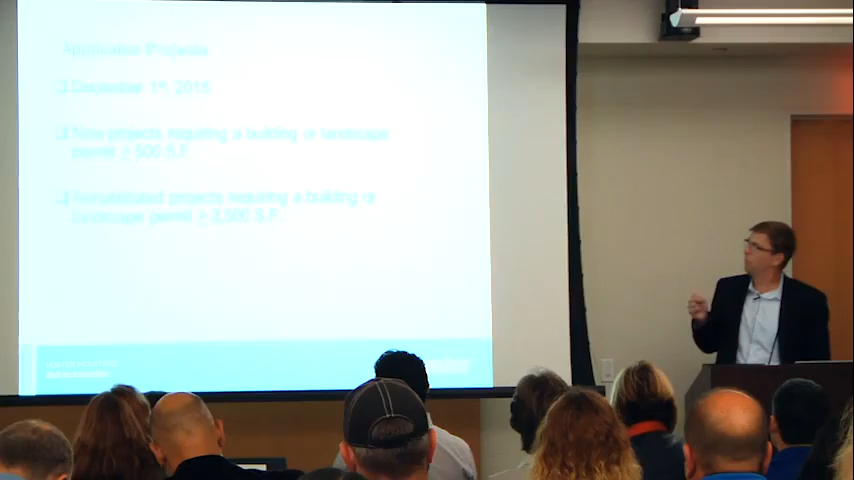 Applicable Projects
December 1st, 2015
New projects requiring a building or landscape
permit ≥ 500 S.F.
Rehabilitated projects requiring a building or
landscape permit ≥ 2,500 S.F.